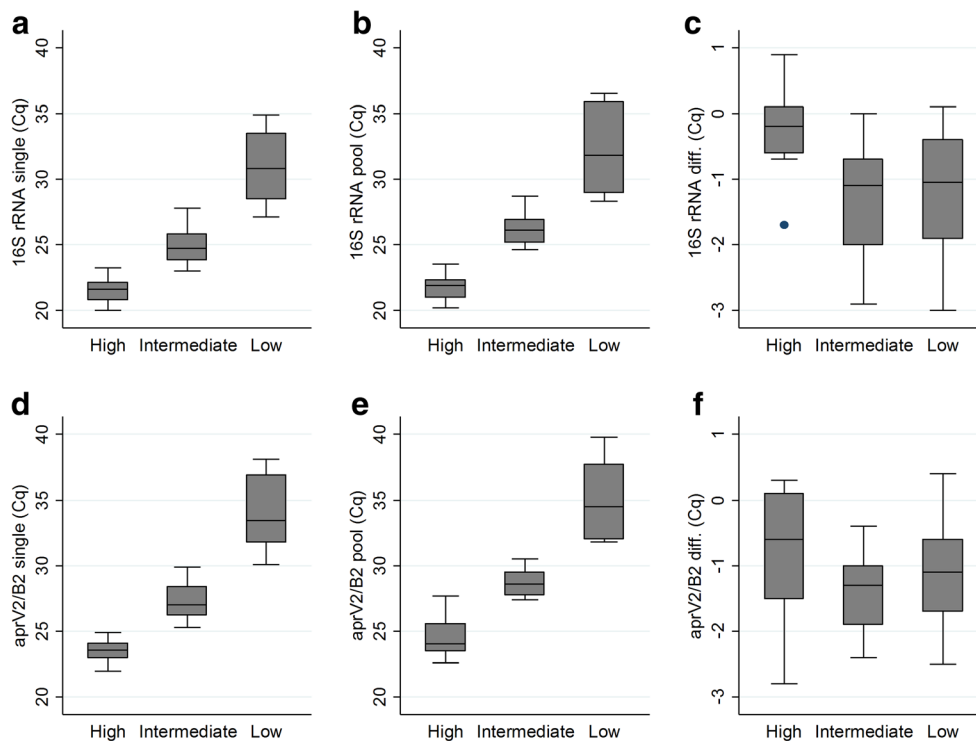 a
16S rRNA single (Cq)
40
35
30
25
20
High Intermediate Low
b
16S rRNA pool (Cq)
40
35
30
25
20
High Intermediate Low
c
16S rRNA diff. (Cq)
1
0
-1
-2
-3
High Intermediate Low
d
aprV2/B2 single (Cq)
40
35
30
25
20
High Intermediate Low
e
aprV2/B2 pool (Cq)
40
35
30
25
20
High Intermediate Low
f
aprV2/B2 diff. (Cq)
1
0
-1
-2
-3
High Intermediate Low